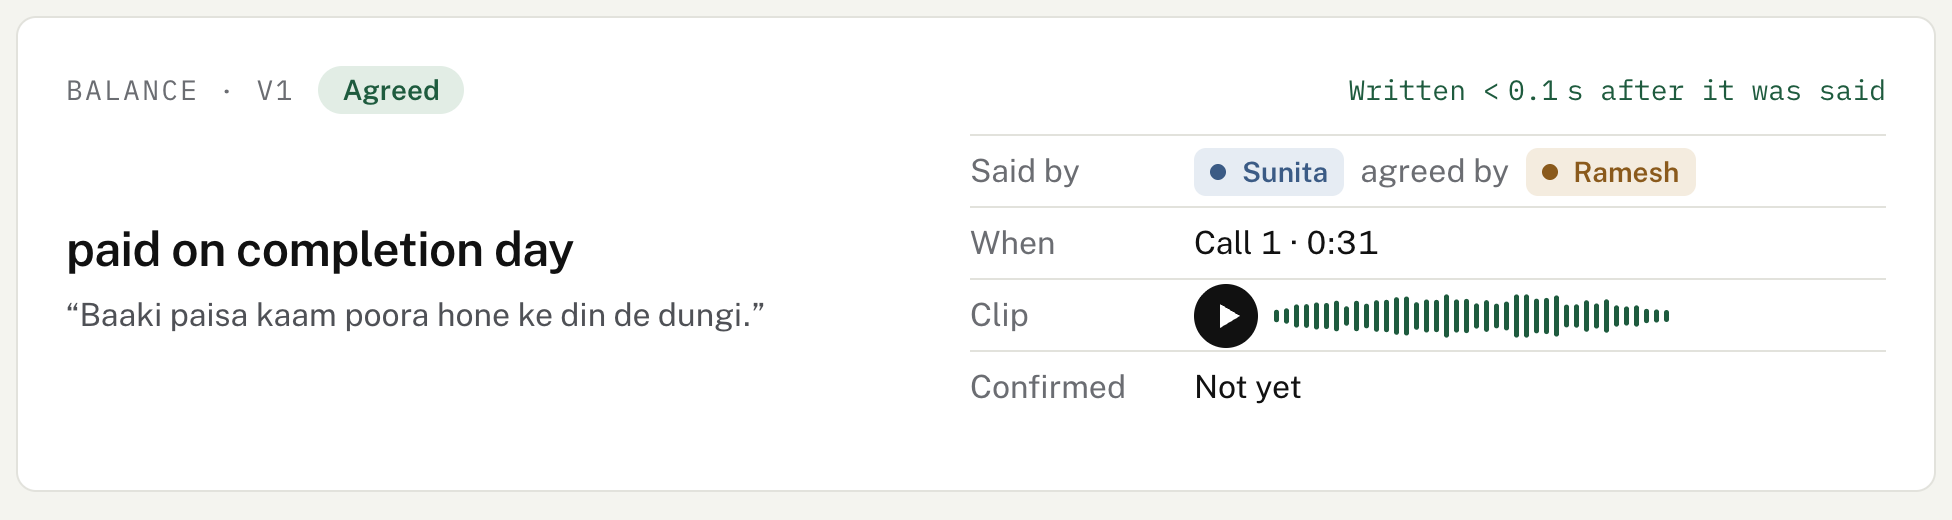 BALANCE · V1 Agreed
Written <0.1 s after it was said
paid on completion day
“Baaki paisa kaam poora hone ke din de dungi.”
Said by Sunita agreed by Ramesh
When Call 1 · 0:31
Clip
Confirmed Not yet